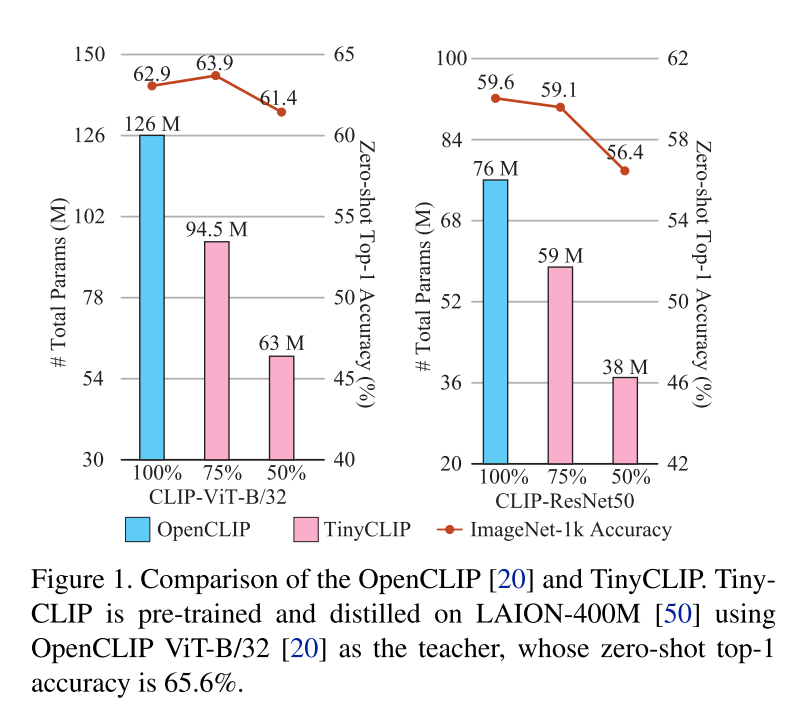 150
126
102
78
54
30
# Total Params (M)
62.9
63.9
61.4
126 M
94.5 M
63 M
65
60
55
50
45
40
Zero-shot Top-1 Accuracy (%)
100% 75% 50%
CLIP-ViT-B/32
100
84
68
52
36
20
# Total Params (M)
59.6
59.1
56.4
76 M
59 M
38 M
62
58
54
50
46
42
Zero-shot Top-1 Accuracy (%)
100% 75% 50%
CLIP-ResNet50
OpenCLIP TinyCLIP ImageNet-1k Accuracy
Figure 1. Comparison of the OpenCLIP [20] and TinyCLIP. Tiny-
CLIP is pre-trained and distilled on LAION-400M [50] using
OpenCLIP ViT-B/32 [20] as the teacher, whose zero-shot top-1
accuracy is 65.6%.